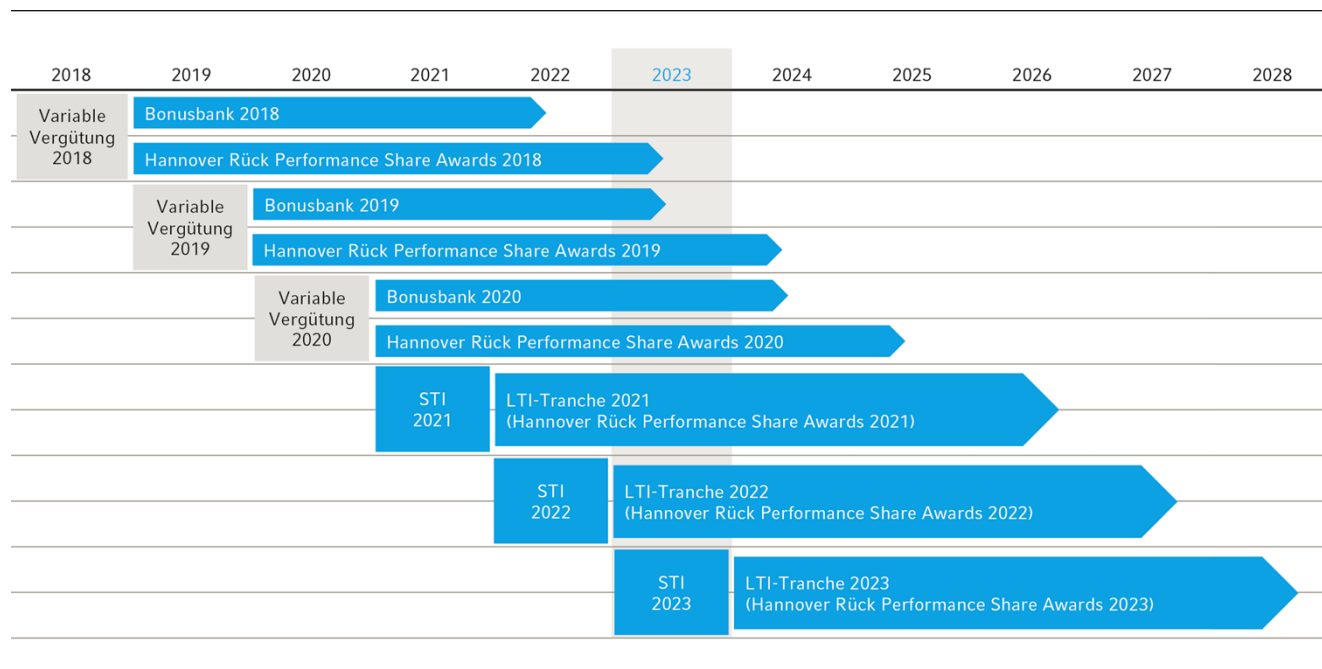 2018 2019 2020 2021 2022 2023 2024 2025 2026 2027 2028
Variable
Vergütung
2018
Bonusbank 2018
Hannover Rück Performance Share Awards 2018
Variable
Vergütung
2019
Bonusbank 2019
Hannover Rück Performance Share Awards 2019
Variable
Vergütung
2020
Bonusbank 2020
Hannover Rück Performance Share Awards 2020
STI
2021
LTI-Tranche 2021
(Hannover Rück Performance Share Awards 2021)
STI
2022
LTI-Tranche 2022
(Hannover Rück Performance Share Awards 2022)
STI
2023
LTI-Tranche 2023
(Hannover Rück Performance Share Awards 2023)